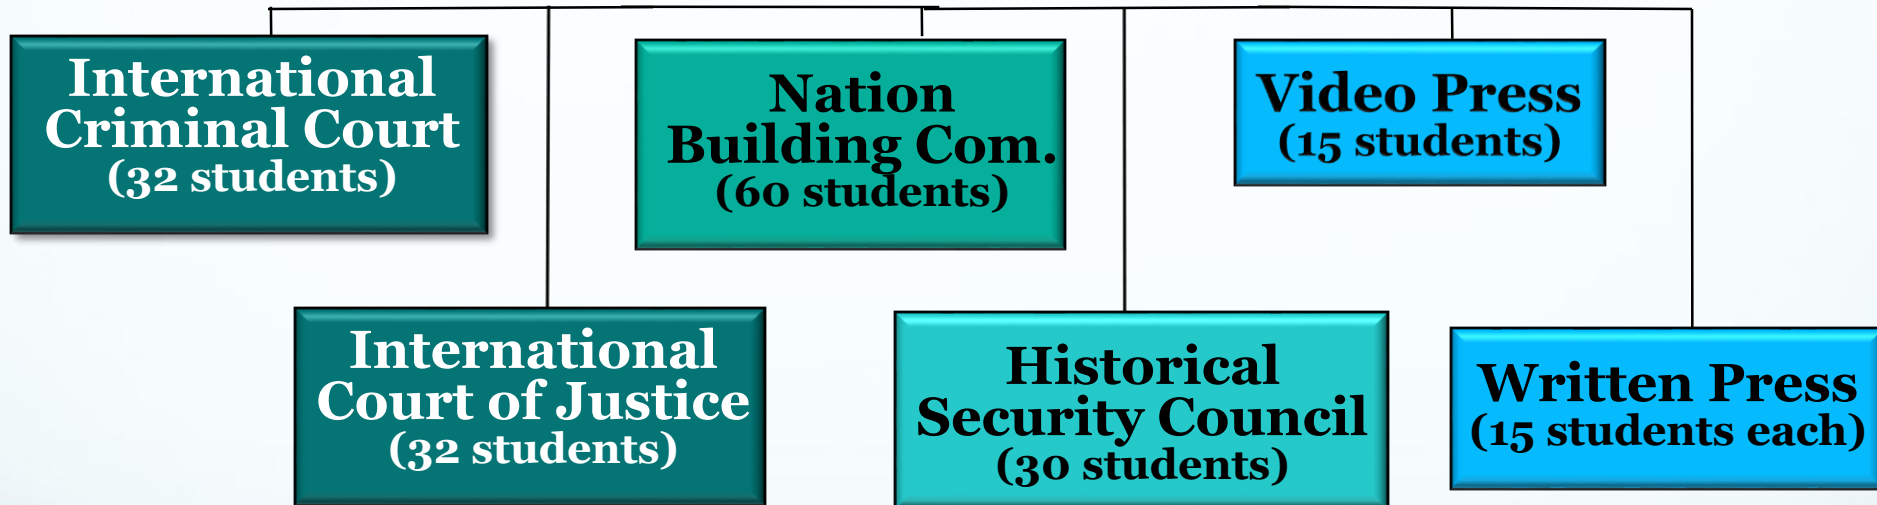 International
Criminal Court
(32 students)
Nation
Building Com.
(60 students)
Video Press
(15 students)
International
Court of Justice
(32 students)
Historical
Security Council
(30 students)
Written Press
(15 students each)